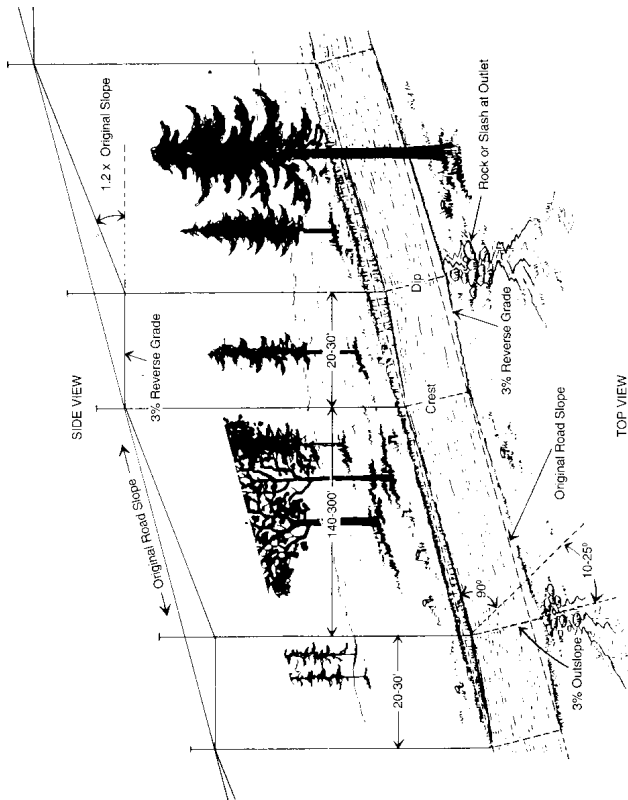 SIDE VIEW
Original Road Slope
3% Reverse Grade
1.2 x Original Slope
20-30'
140-300'
20-30'
Crest
Dip
90°
10-25°
3% Outslope
Original Road Slope
3% Reverse Grade
Rock or Slash at Outlet
TOP VIEW